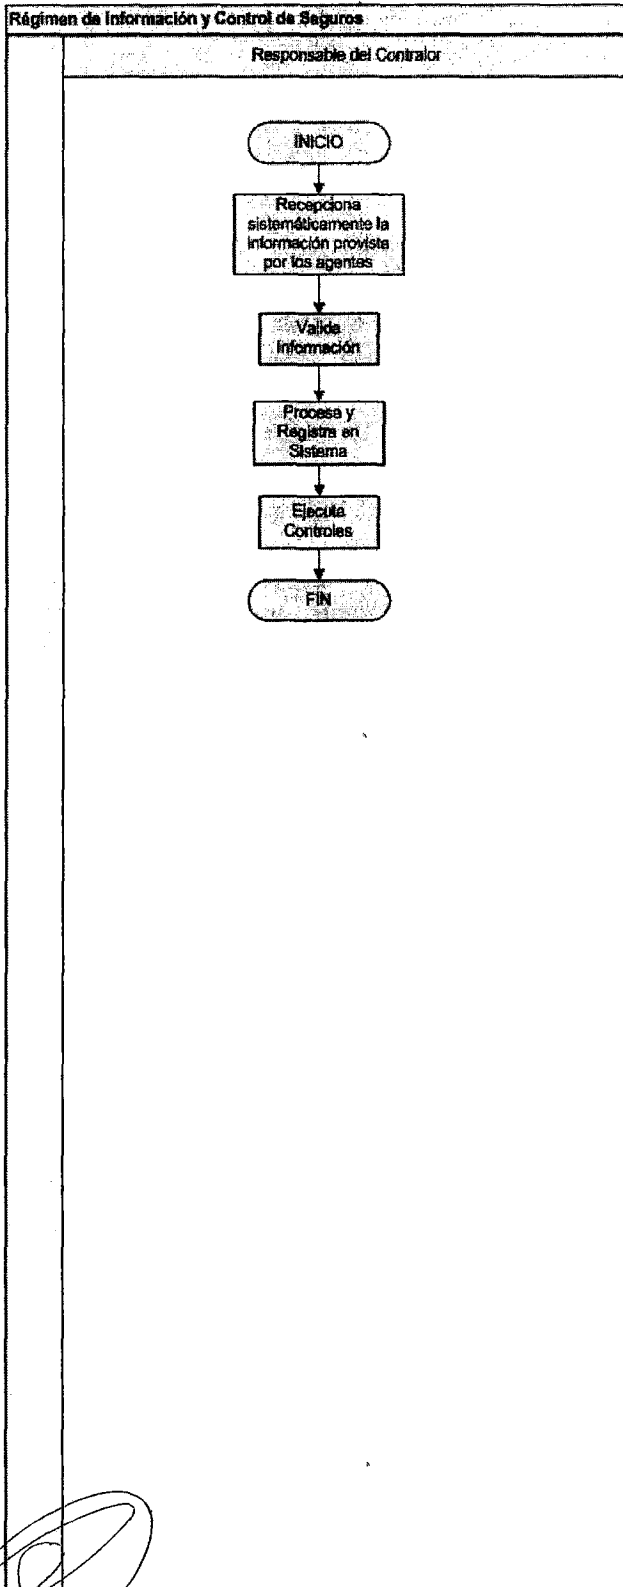 Régimen de Información y Control de Seguros
Responsable del Contralor
INICIO
Recepciona
sistemáticamente la
información provista
por los agentes
Valida
Información
Procesa y
Registra en
Sistema
Ejecuta
Controles
FIN